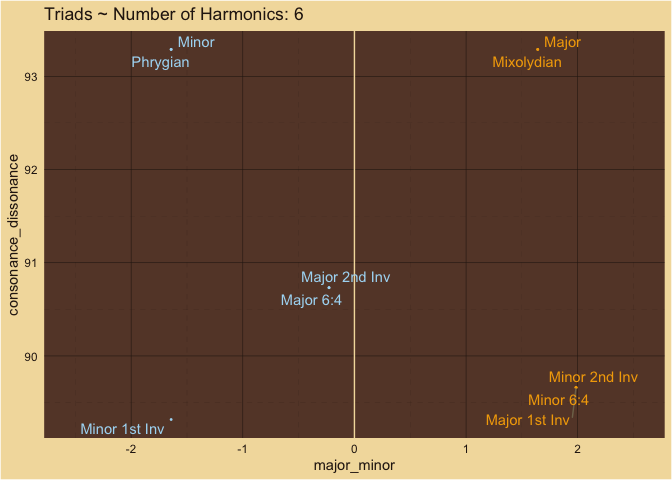 Triads ~ Number of Harmonics: 6
consonance_dissonance
93
92
91
90
Minor
Phrygian
Major
Mixolydian
Major 2nd Inv
Major 6:4
Minor 2nd Inv
Minor 6:4
Major 1st Inv
Minor 1st Inv
-2
-1
0
1
2
major_minor